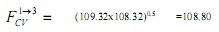 F_{CV}^{1→3} = (109.32x108.32)^{0.5} =108.80